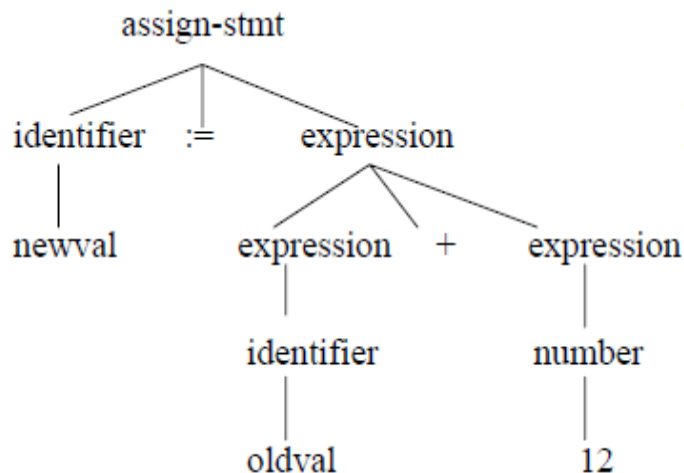 assign-stmt
identifier := expression
newval expression + expression
identifier number
oldval 12